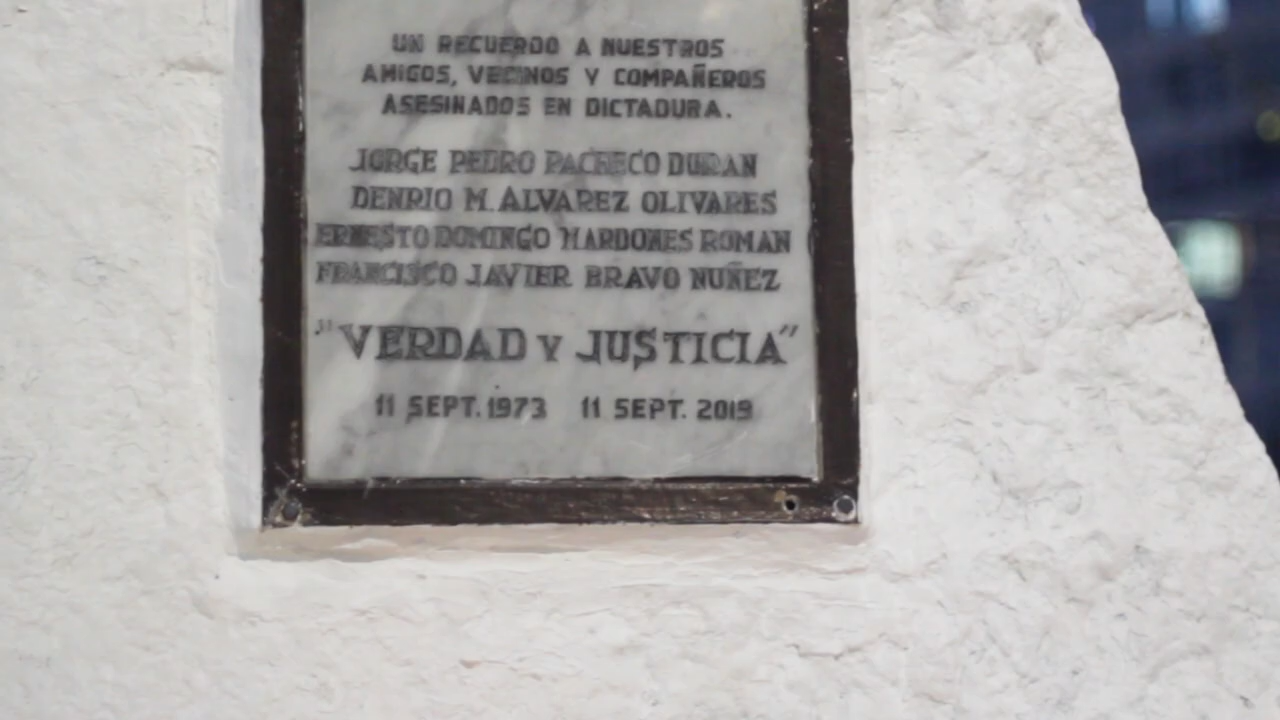 UN RECUERDO A NUESTROS
AMIGOS, VECINOS Y COMPAÑEROS
ASESINADOS EN DICTADURA.
JORGE PEDRO PACHECO DURAN
DENRIO M. ALVAREZ OLIVARES
ERNESTO DOMINGO MARDONES ROMAN
FRANCISCO JAVIER BRAVO NUÑEZ
"VERDAD Y JUSTICIA"
11 SEPT. 1973 11 SEPT. 2019